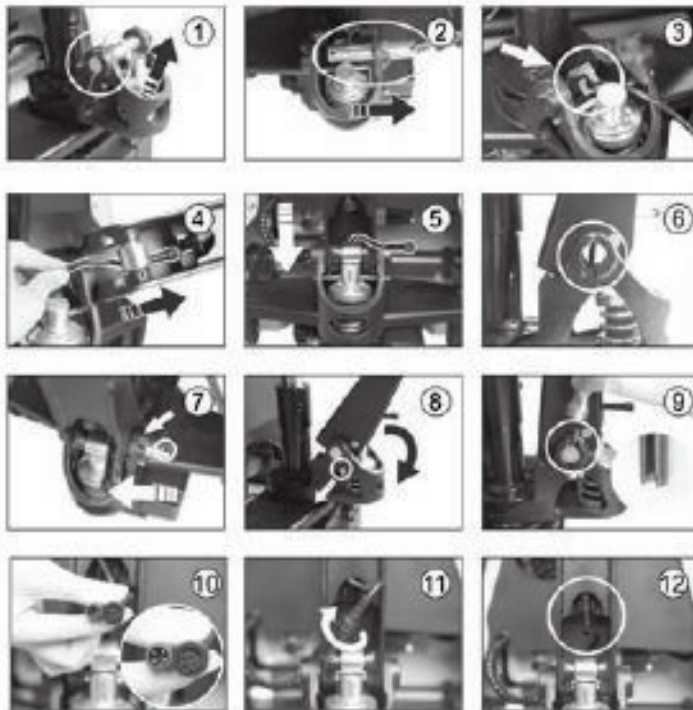 ① ② ③
④ ⑤ ⑥
⑦ ⑧ ⑨
⑩ ⑪ ⑫